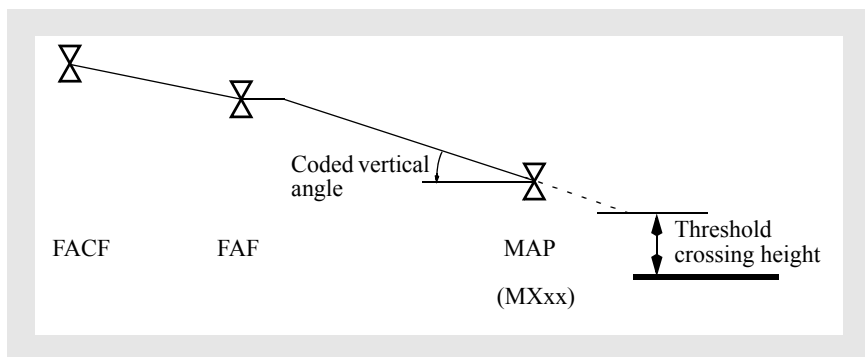 Coded vertical
angle
Threshold
crossing height
FACF
FAF
MAP
(MXxx)